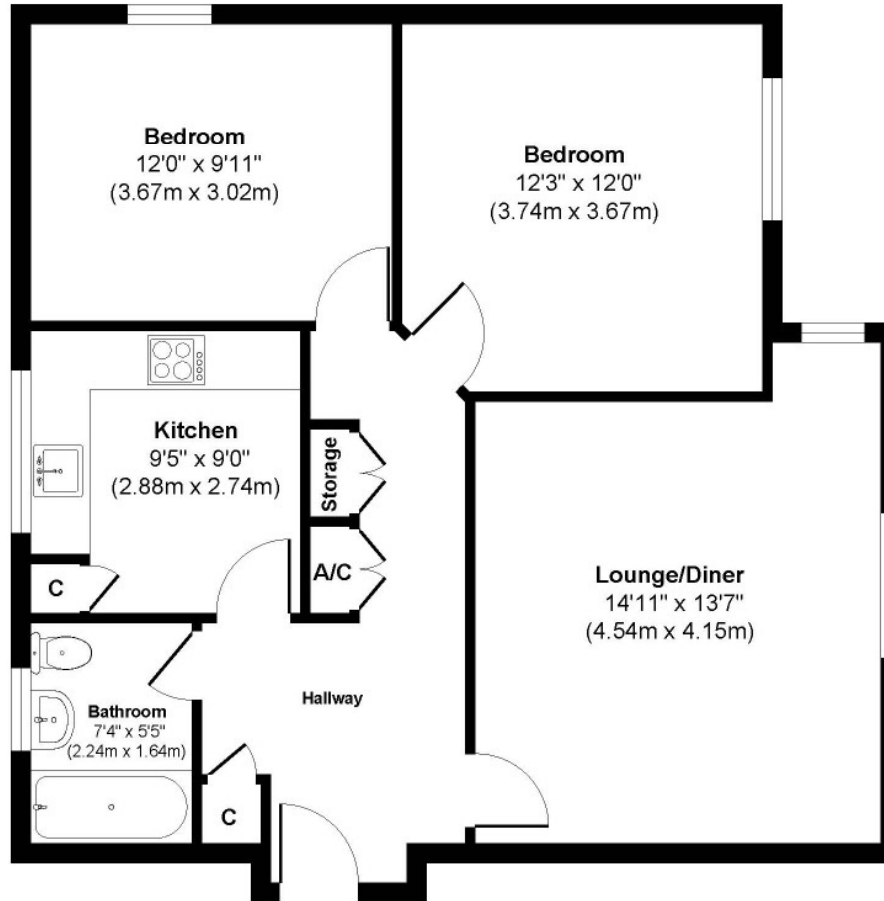 Bedroom
12'0" x 9'11"
(3.67m x 3.02m)
Bedroom
12'3" x 12'0"
(3.74m x 3.67m)
Kitchen
9'5" x 9'0"
(2.88m x 2.74m)
Storage
A/C
C
Lounge/Diner
14'11" x 13'7"
(4.54m x 4.15m)
Hallway
Bathroom
7'4" x 5'5"
(2.24m x 1.64m)
C